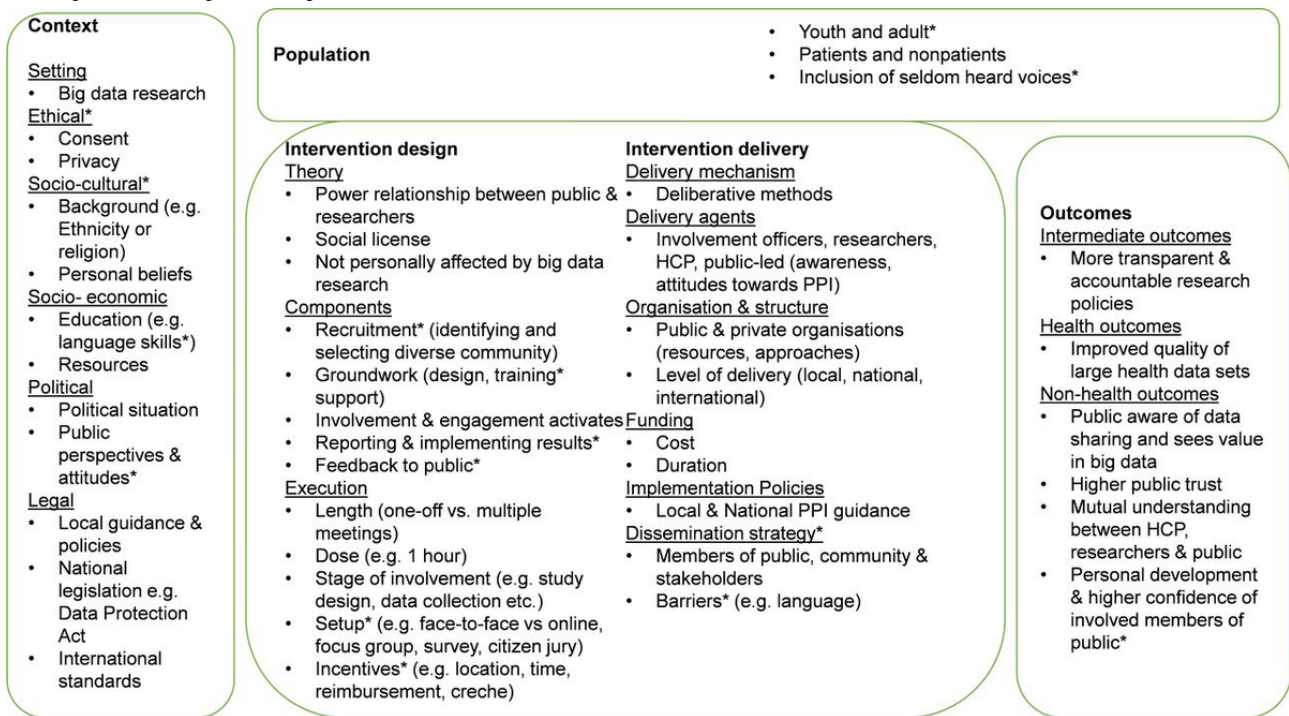 Context
Setting
• Big data research
Ethical*
• Consent
• Privacy
Socio-cultural*
• Background (e.g.
Ethnicity or
religion)
• Personal beliefs
Socio- economic
• Education (e.g.
language skills*)
• Resources
Political
• Political situation
• Public
perspectives &
attitudes*
Legal
• Local guidance &
policies
• National
legislation e.g.
Data Protection
Act
• International
standards
Population
• Youth and adult*
• Patients and nonpatients
• Inclusion of seldom heard voices*
Intervention design
Theory
• Power relationship between public &
researchers
• Social license
• Not personally affected by big data
research
Components
• Recruitment* (identifying and
selecting diverse community)
• Groundwork (design, training*
support)
• Involvement & engagement activates
• Reporting & implementing results*
• Feedback to public*
Execution
• Length (one-off vs. multiple
meetings)
• Dose (e.g. 1 hour)
• Stage of involvement (e.g. study
design, data collection etc.)
• Setup* (e.g. face-to-face vs online,
focus group, survey, citizen jury)
• Incentives* (e.g. location, time,
reimbursement, creche)
Intervention delivery
Delivery mechanism
• Deliberative methods
Delivery agents
• Involvement officers, researchers,
HCP, public-led (awareness,
attitudes towards PPI)
Organisation & structure
• Public & private organisations
(resources, approaches)
• Level of delivery (local, national,
international)
Funding
• Cost
• Duration
Implementation Policies
• Local & National PPI guidance
Dissemination strategy*
• Members of public, community &
stakeholders
• Barriers* (e.g. language)
Outcomes
Intermediate outcomes
• More transparent &
accountable research
policies
Health outcomes
• Improved quality of
large health data sets
Non-health outcomes
• Public aware of data
sharing and sees value
in big data
• Higher public trust
• Mutual understanding
between HCP,
researchers & public
• Personal development
& higher confidence of
involved members of
public*